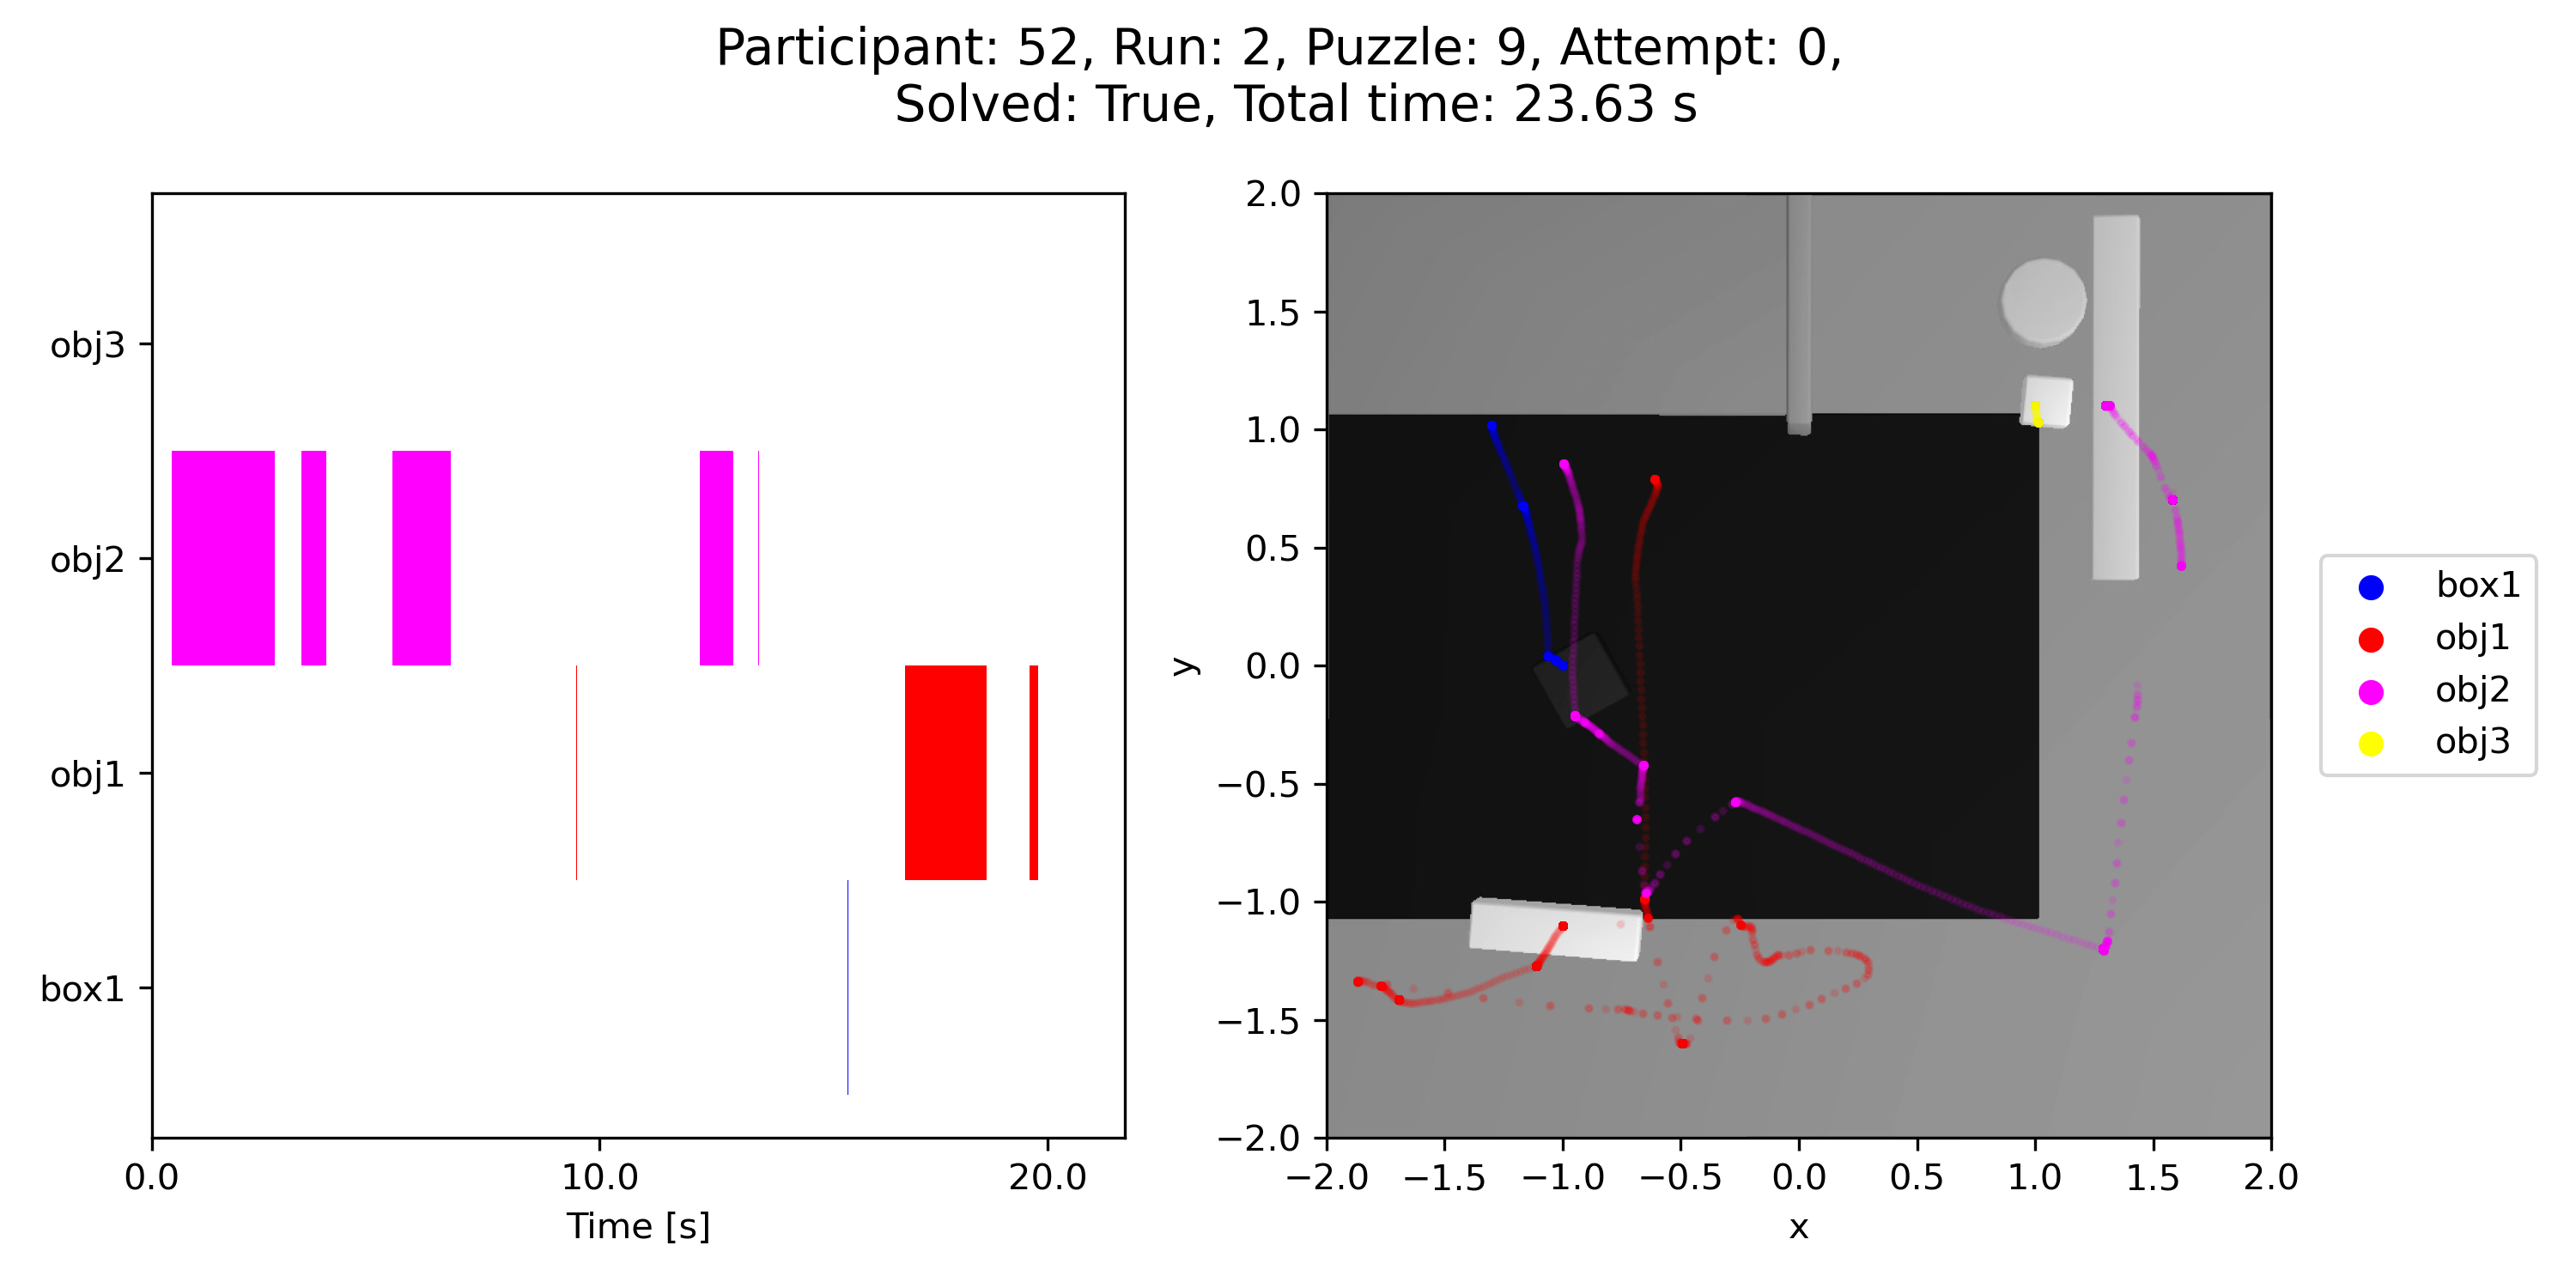 Participant: 52, Run: 2, Puzzle: 9, Attempt: 0,
Solved: True, Total time: 23.63 s
obj3
obj2
obj1
box1
0.0 10.0 20.0
Time [s]
2.0
1.5
1.0
0.5
0.0
−0.5
−1.0
−1.5
−2.0
y
−2.0 −1.5 −1.0 −0.5 0.0 0.5 1.0 1.5 2.0
x
box1
obj1
obj2
obj3